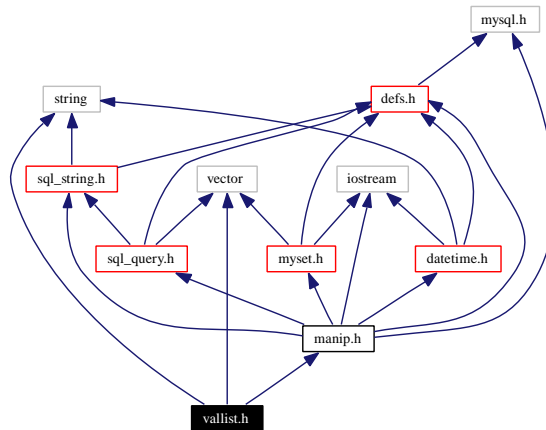 mysql.h
defs.h
string
sql_string.h
vector
iostream
sql_query.h
myset.h
datetime.h
manip.h
vallist.h